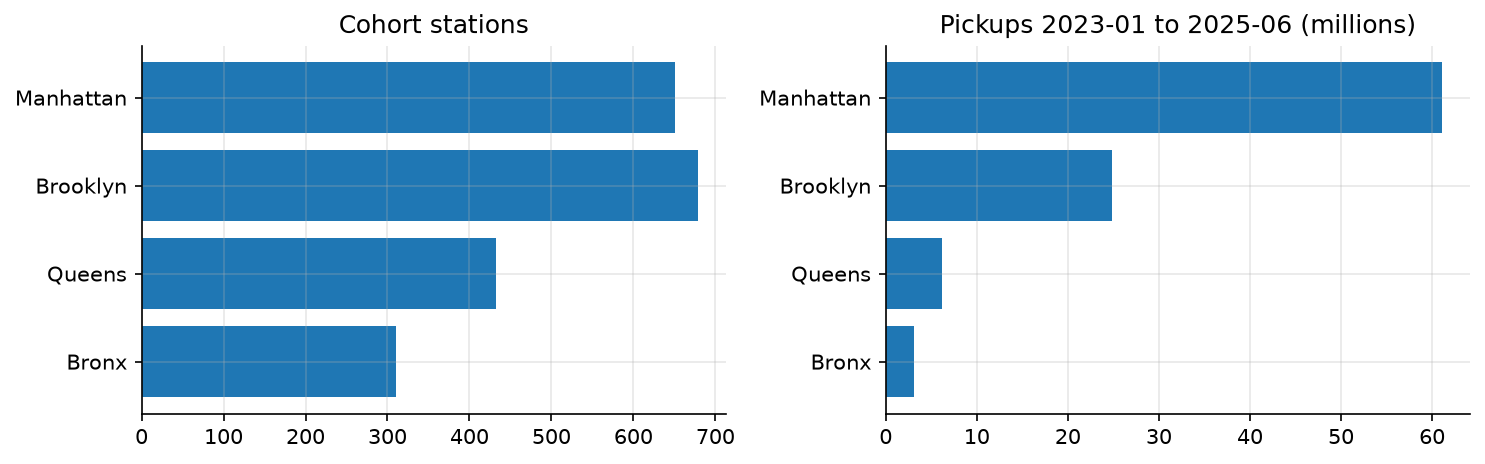 Cohort stations
Manhattan
Brooklyn
Queens
Bronx
0 100 200 300 400 500 600 700
Pickups 2023-01 to 2025-06 (millions)
Manhattan
Brooklyn
Queens
Bronx
0 10 20 30 40 50 60